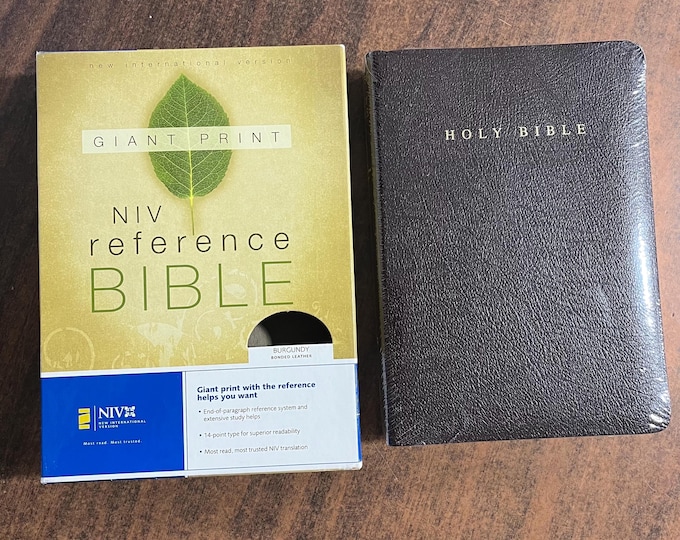 new international version
GIANT PRINT
NIV
reference
BIBLE
BURGUNDY
BONDED LEATHER
NIV
NEW INTERNATIONAL
VERSION
Most read. Most trusted.
Giant print with the reference
helps you want
• End-of-paragraph reference system and
extensive study helps
• 14-point type for superior readability
• Most read, most trusted NIV translation
HOLY BIBLE